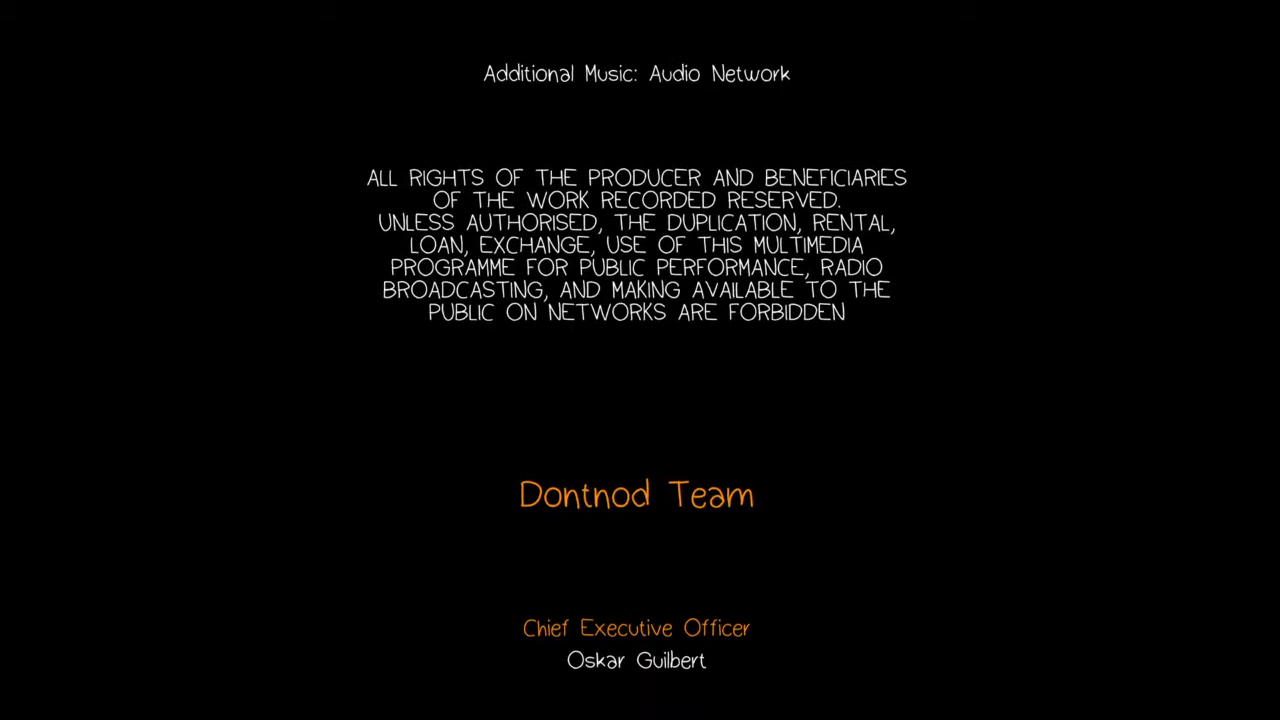 Additional Music: Audio Network
ALL RIGHTS OF THE PRODUCER AND BENEFICIARIES
OF THE WORK RECORDED RESERVED.
UNLESS AUTHORISED, THE DUPLICATION, RENTAL,
LOAN, EXCHANGE, USE OF THIS MULTIMEDIA
PROGRAMME FOR PUBLIC PERFORMANCE, RADIO
BROADCASTING, AND MAKING AVAILABLE TO THE
PUBLIC ON NETWORKS ARE FORBIDDEN
Dontnod Team
Chief Executive Officer
Oskar Guilbert